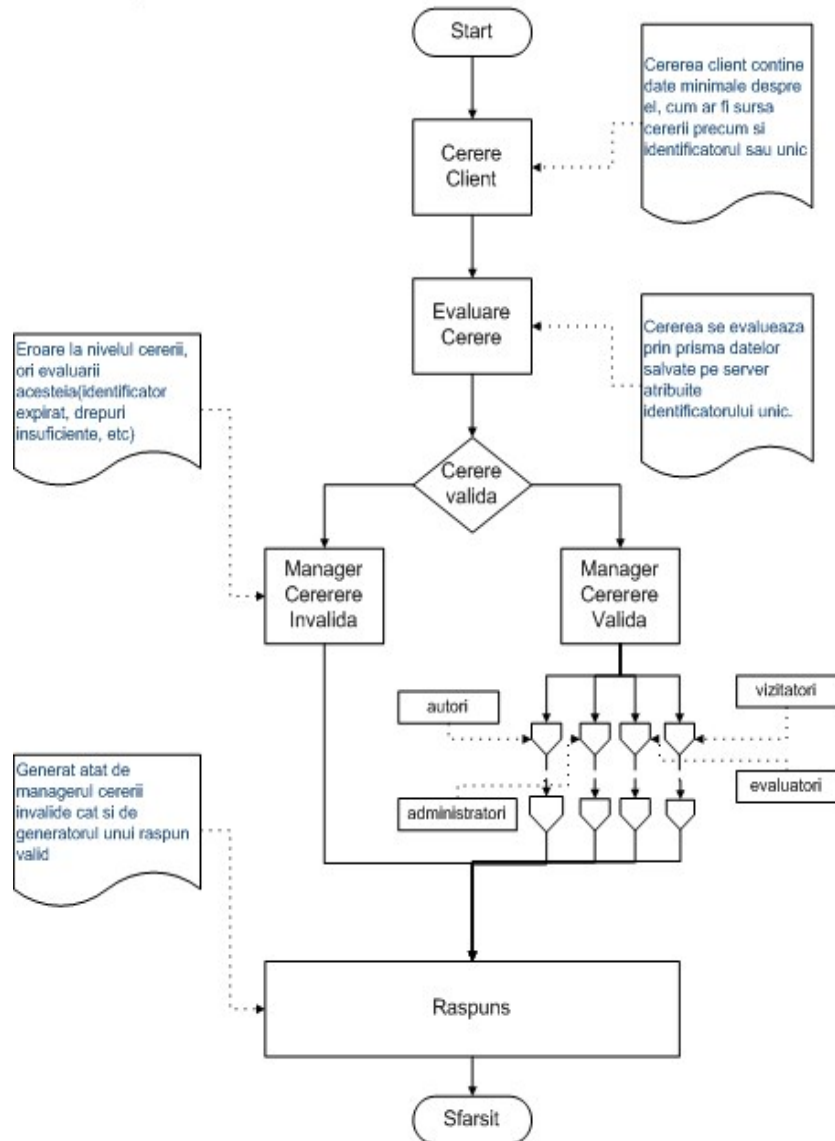 Start
Cererea client contine
date minimale despre
el, cum ar fi sursa
cererii precum si
identificatorul sau unic
Cerere
Client
Evaluare
Cerere
Cererea se evalueaza
prin prisma datelor
salvate pe server
atribuite
identificatorului unic.
Eroare la nivelul cererii,
ori evaluarii
acesteia(identificator
expirat, drepuri
insuficiente, etc)
Cerere
valida
Manager
Cererere
Invalida
Manager
Cererere
Valida
autori
vizitatori
administratori
evaluatori
Generat atat de
managerul cererii
invalide cat si de
generatorul unui raspun
valid
Raspuns
Sfarsit